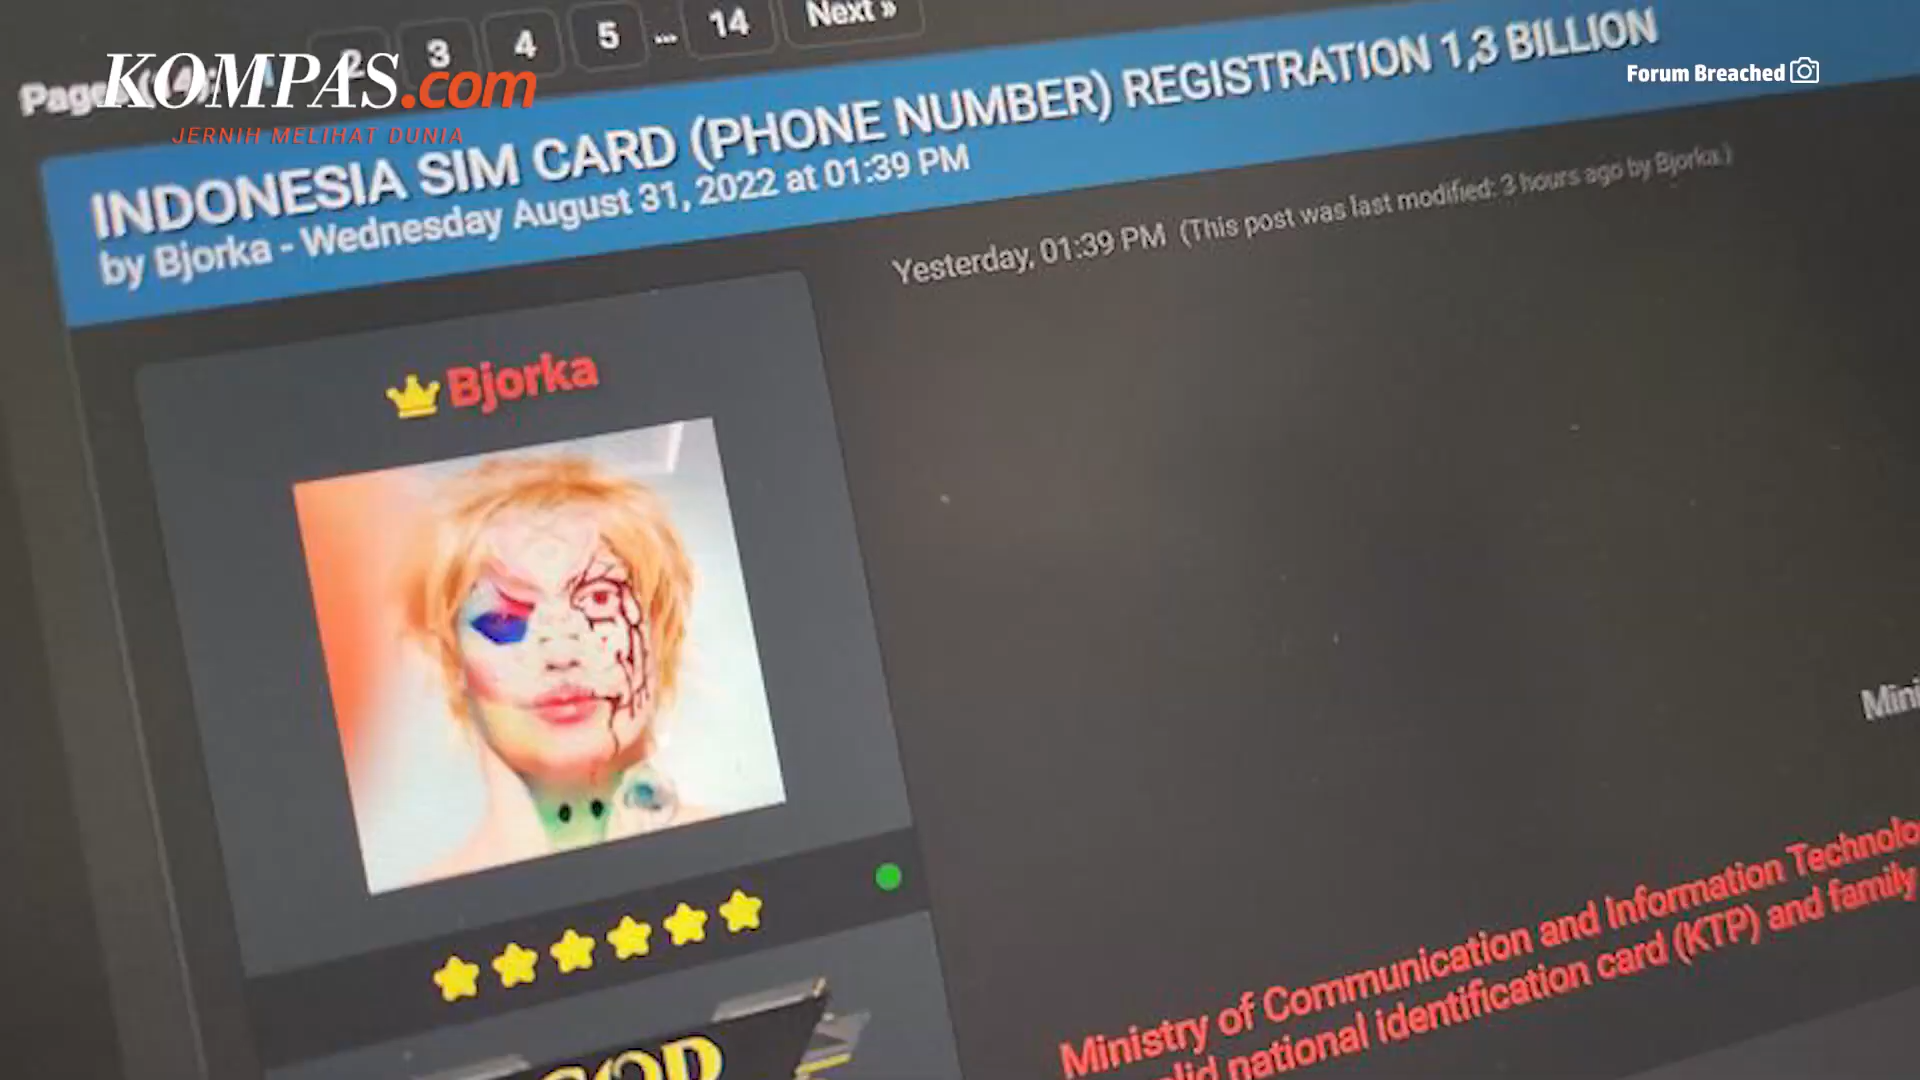 2 3 4 5 ... 14 Next »
KOMPAS.com
JERNIH MELIHAT DUNIA
Forum Breached
INDONESIA SIM CARD (PHONE NUMBER) REGISTRATION 1,3 BILLION
by Bjorka - Wednesday August 31, 2022 at 01:39 PM
Yesterday, 01:39 PM (This post was last modified: 3 hours ago by Bjorka.)
Bjorka
Ministry of Communication and Information Technolo
national identification card (KTP) and family
GOD